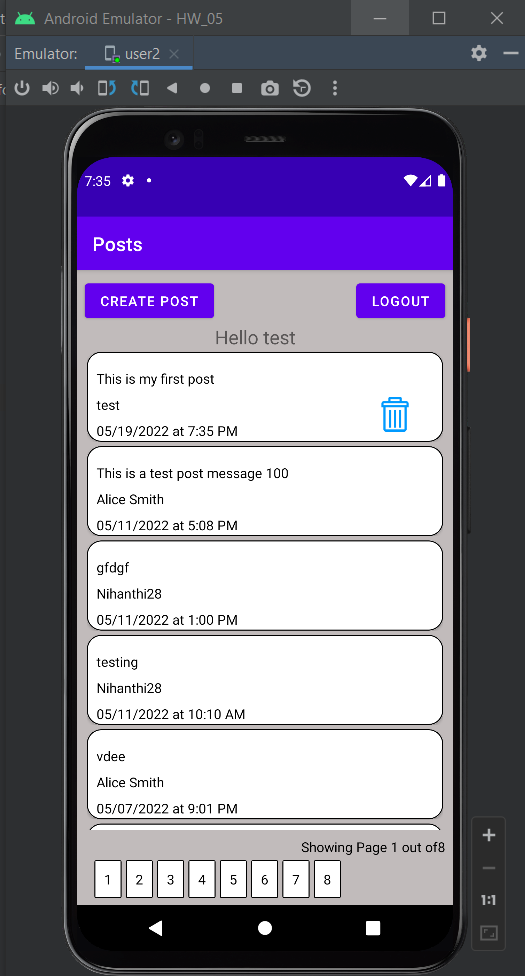 Android Emulator - HW_05
Emulator: user2
7:35
Posts
CREATE POST LOGOUT
Hello test
This is my first post
test
05/19/2022 at 7:35 PM
This is a test post message 100
Alice Smith
05/11/2022 at 5:08 PM
gfdgf
Nihanthi28
05/11/2022 at 1:00 PM
testing
Nihanthi28
05/11/2022 at 10:10 AM
vdee
Alice Smith
05/07/2022 at 9:01 PM
Showing Page 1 out of8
1 2 3 4 5 6 7 8
1:1